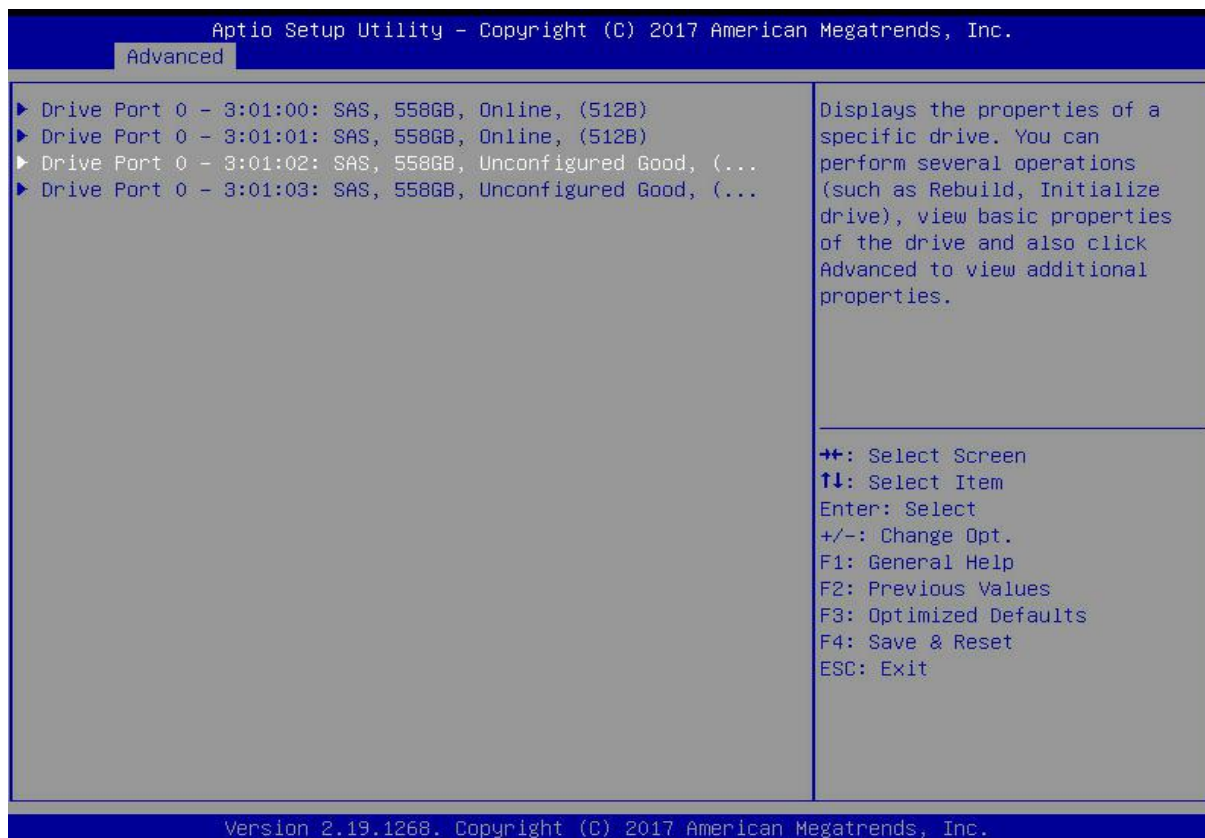 Aptio Setup Utility – Copyright (C) 2017 American Megatrends, Inc.
Advanced
▶ Drive Port 0 – 3:01:00: SAS, 558GB, Online, (512B)
▶ Drive Port 0 – 3:01:01: SAS, 558GB, Online, (512B)
▶ Drive Port 0 – 3:01:02: SAS, 558GB, Unconfigured Good, (...
▶ Drive Port 0 – 3:01:03: SAS, 558GB, Unconfigured Good, (...
Displays the properties of a
specific drive. You can
perform several operations
(such as Rebuild, Initialize
drive), view basic properties
of the drive and also click
Advanced to view additional
properties.
→←: Select Screen
↑↓: Select Item
Enter: Select
+/-: Change Opt.
F1: General Help
F2: Previous Values
F3: Optimized Defaults
F4: Save & Reset
ESC: Exit
Version 2.19.1268. Copyright (C) 2017 American Megatrends, Inc.